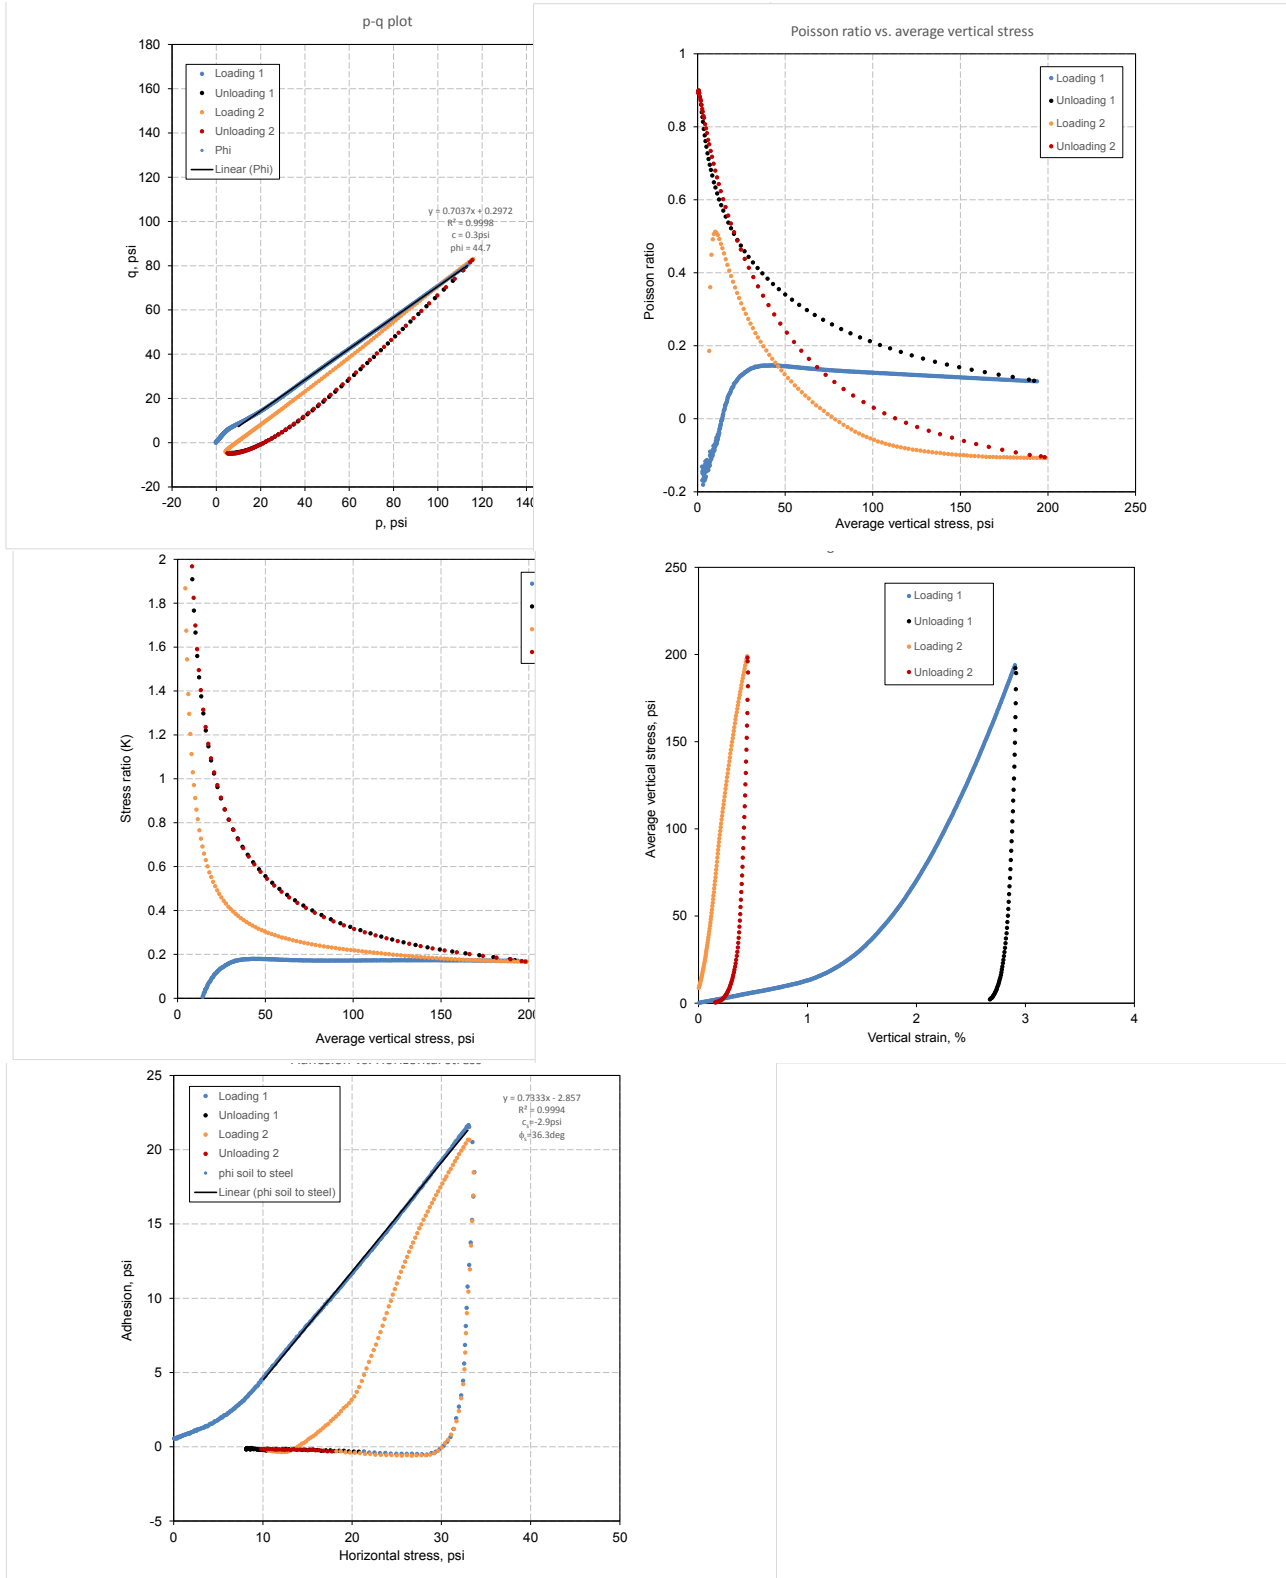 p-q plot
180
160
140
120
100
80
60
40
20
0
-20
-20
0
20
40
60
80
100
120
140
q, psi
p, psi
Loading 1
Unloading 1
Loading 2
Unloading 2
Phi
Linear (Phi)
y = 0.7037x + 0.2972
R² = 0.9998
c = 0.3psi
phi = 44.7
Poisson ratio vs. average vertical stress
1
0.8
0.6
0.4
0.2
0
-0.2
0
50
100
150
200
250
Poisson ratio
Average vertical stress, psi
Loading 1
Unloading 1
Loading 2
Unloading 2
2
1.8
1.6
1.4
1.2
1
0.8
0.6
0.4
0.2
0
0
50
100
150
200
Stress ratio (K)
Average vertical stress, psi
250
200
150
100
50
0
0
1
2
3
4
Average vertical stress, psi
Vertical strain, %
Loading 1
Unloading 1
Loading 2
Unloading 2
25
20
15
10
5
0
-5
0
10
20
30
40
50
Adhesion, psi
Horizontal stress, psi
Loading 1
Unloading 1
Loading 2
Unloading 2
phi soil to steel
Linear (phi soil to steel)
y = 0.7333x - 2.857
R² = 0.9994
=-2.9psi
=36.3deg